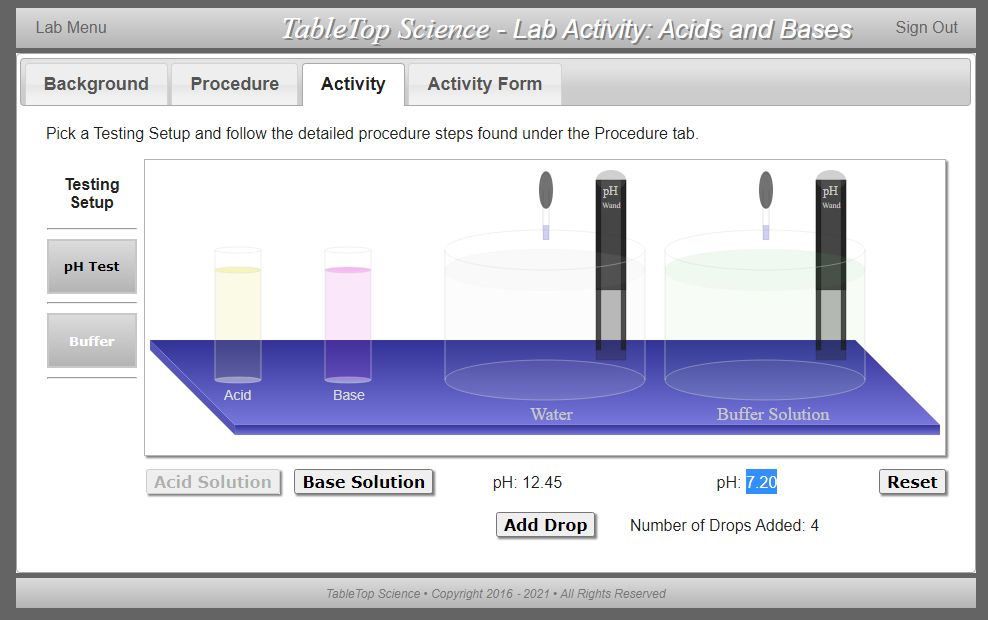 Lab Menu
TableTop Science - Lab Activity: Acids and Bases
Sign Out
Background
Procedure
Activity
Activity Form
Pick a Testing Setup and follow the detailed procedure steps found under the Procedure tab.
Testing
Setup
pH Test
Buffer
pH
Wand
pH
Wand
Acid
Base
Water
Buffer Solution
Acid Solution
Base Solution
pH: 12.45
pH: 7.20
Reset
Add Drop
Number of Drops Added: 4
TableTop Science • Copyright 2016 - 2021 • All Rights Reserved